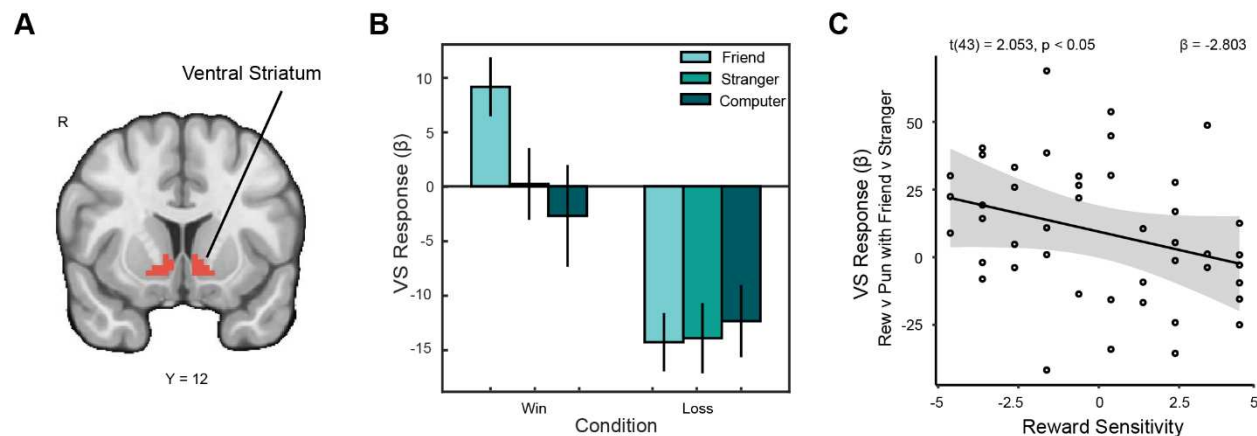 A
Ventral Striatum
R
Y = 12
B
Friend
Stranger
Computer
10
5
0
-5
-10
-15
VS Response (β)
Win
Loss
Condition
C
t(43) = 2.053, p < 0.05
β = -2.803
50
25
0
-25
VS Response (β)
Rew v Pun with Friend v Stranger
-5
-2.5
0
2.5
5
Reward Sensitivity